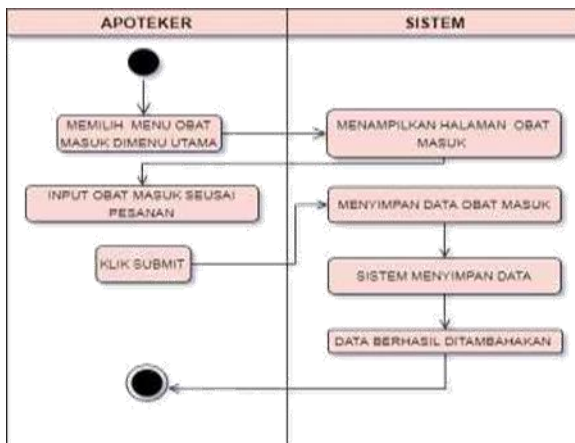 APOTEKER
SISTEM
MEMILIH MENU OBAT
MASUK DIMENU UTAMA
MENAMPILKAN HALAMAN OBAT
MASUK
INPUT OBAT MASUK SEUSAI
PESANAN
MENYIMPAN DATA OBAT MASUK
KLIK SUBMIT
SISTEM MENYIMPAN DATA
DATA BERHASIL DITAMBAHAKAN